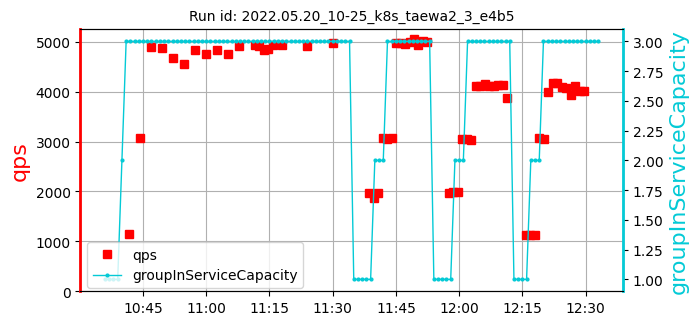 Run id: 2022.05.20_10-25_k8s_taewa2_3_e4b5
5000
4000
3000
2000
1000
0
qps
3.00
2.75
2.50
2.25
2.00
1.75
1.50
1.25
1.00
groupInServiceCapacity
qps
groupInServiceCapacity
10:45 11:00 11:15 11:30 11:45 12:00 12:15 12:30